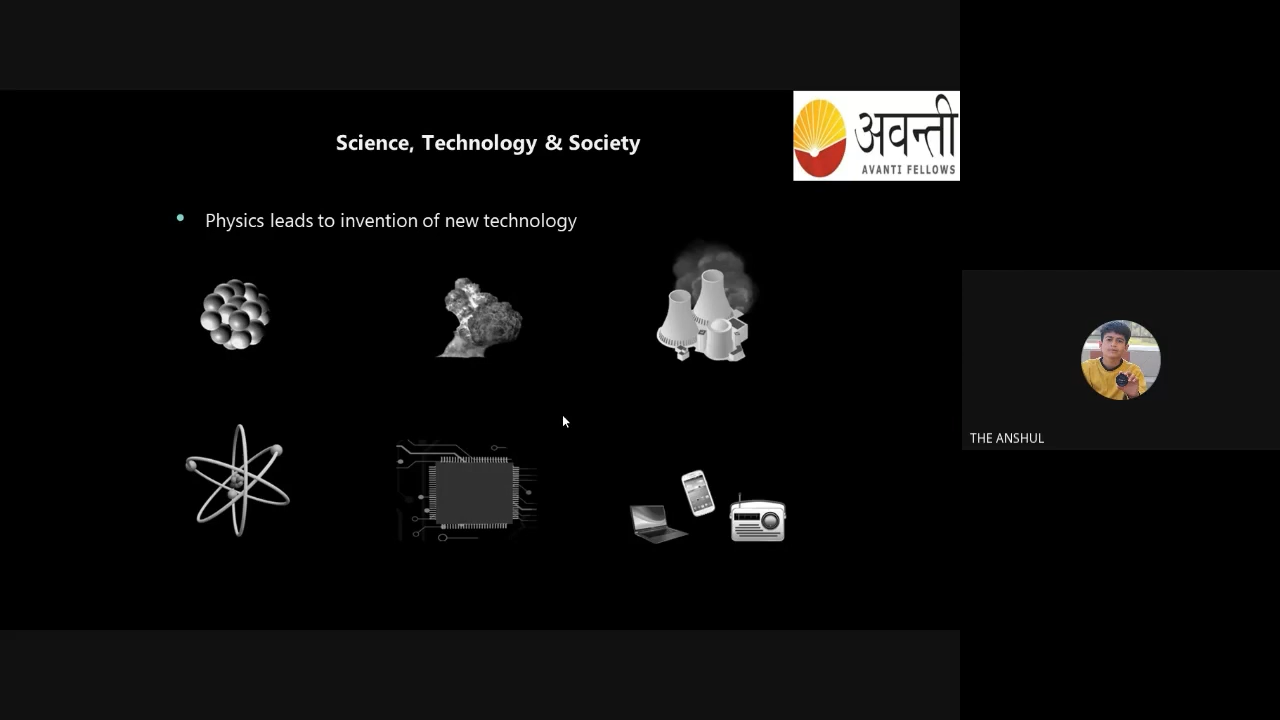 Science, Technology & Society
अवन्ती
AVANTI FELLOWS
• Physics leads to invention of new technology
THE ANSHUL